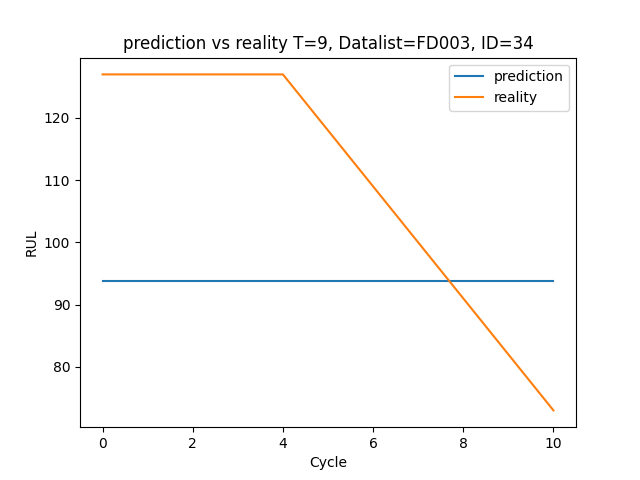 prediction vs reality T=9, Datalist=FD003, ID=34
prediction
reality
120
110
100
90
80
RUL
0 2 4 6 8 10
Cycle